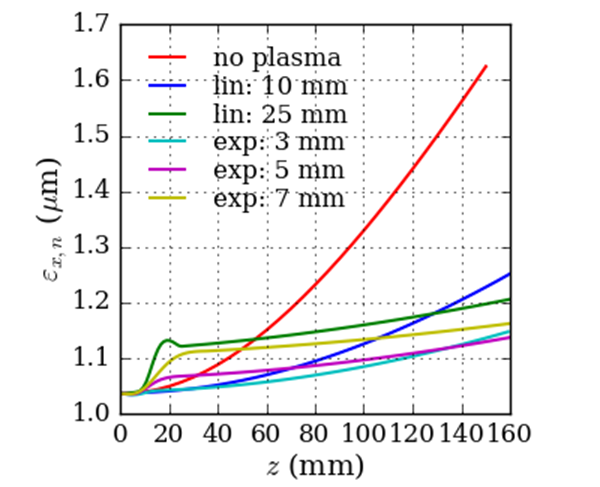 1.7
1.6
1.5
1.4
1.3
1.2
1.1
1.0
ε_{x,n} (μm)
no plasma
lin: 10 mm
lin: 25 mm
exp: 3 mm
exp: 5 mm
exp: 7 mm
0 20 40 60 80 100 120 140 160
z (mm)